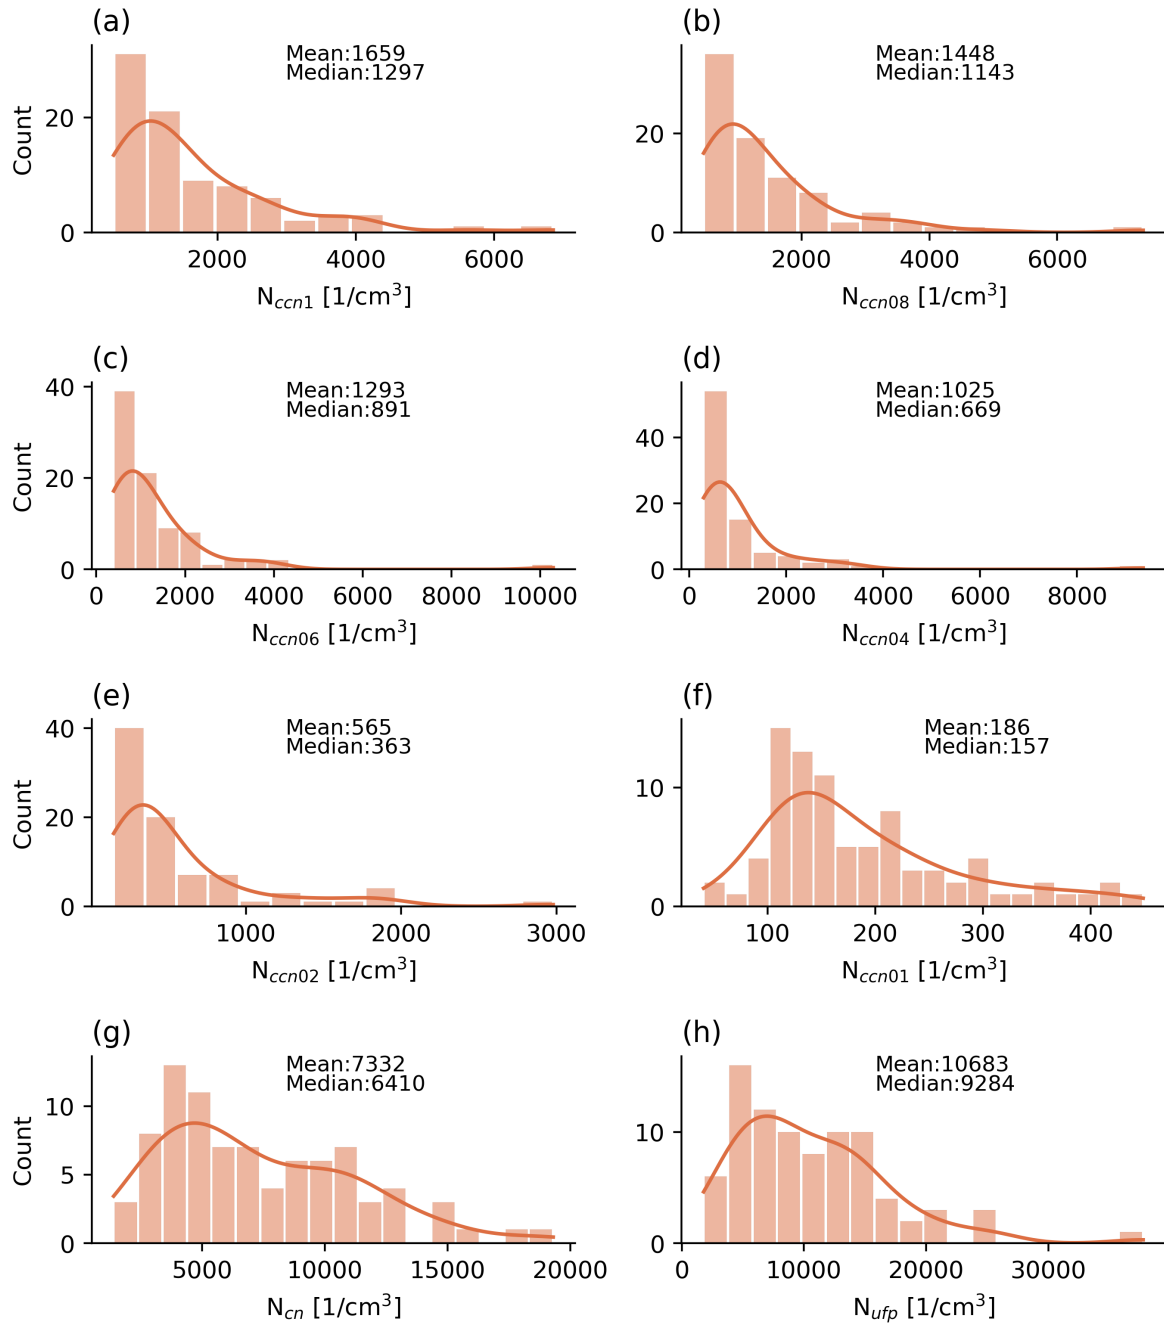 (a)
Mean:1659
Median:1297
Count
20
0
2000 4000 6000
N_ccn1 [1/cm³]
(b)
Mean:1448
Median:1143
20
0
2000 4000 6000
N_ccn08 [1/cm³]
(c)
Mean:1293
Median:891
Count
40
20
0
0 2000 4000 6000 8000 10000
N_ccn06 [1/cm³]
(d)
Mean:1025
Median:669
40
20
0
0 2000 4000 6000 8000
N_ccn04 [1/cm³]
(e)
Mean:565
Median:363
Count
40
20
0
1000 2000 3000
N_ccn02 [1/cm³]
(f)
Mean:186
Median:157
10
0
100 200 300 400
N_ccn01 [1/cm³]
(g)
Mean:7332
Median:6410
Count
10
5
0
5000 10000 15000 20000
N_cn [1/cm³]
(h)
Mean:10683
Median:9284
10
0
0 10000 20000 30000
N_ufp [1/cm³]